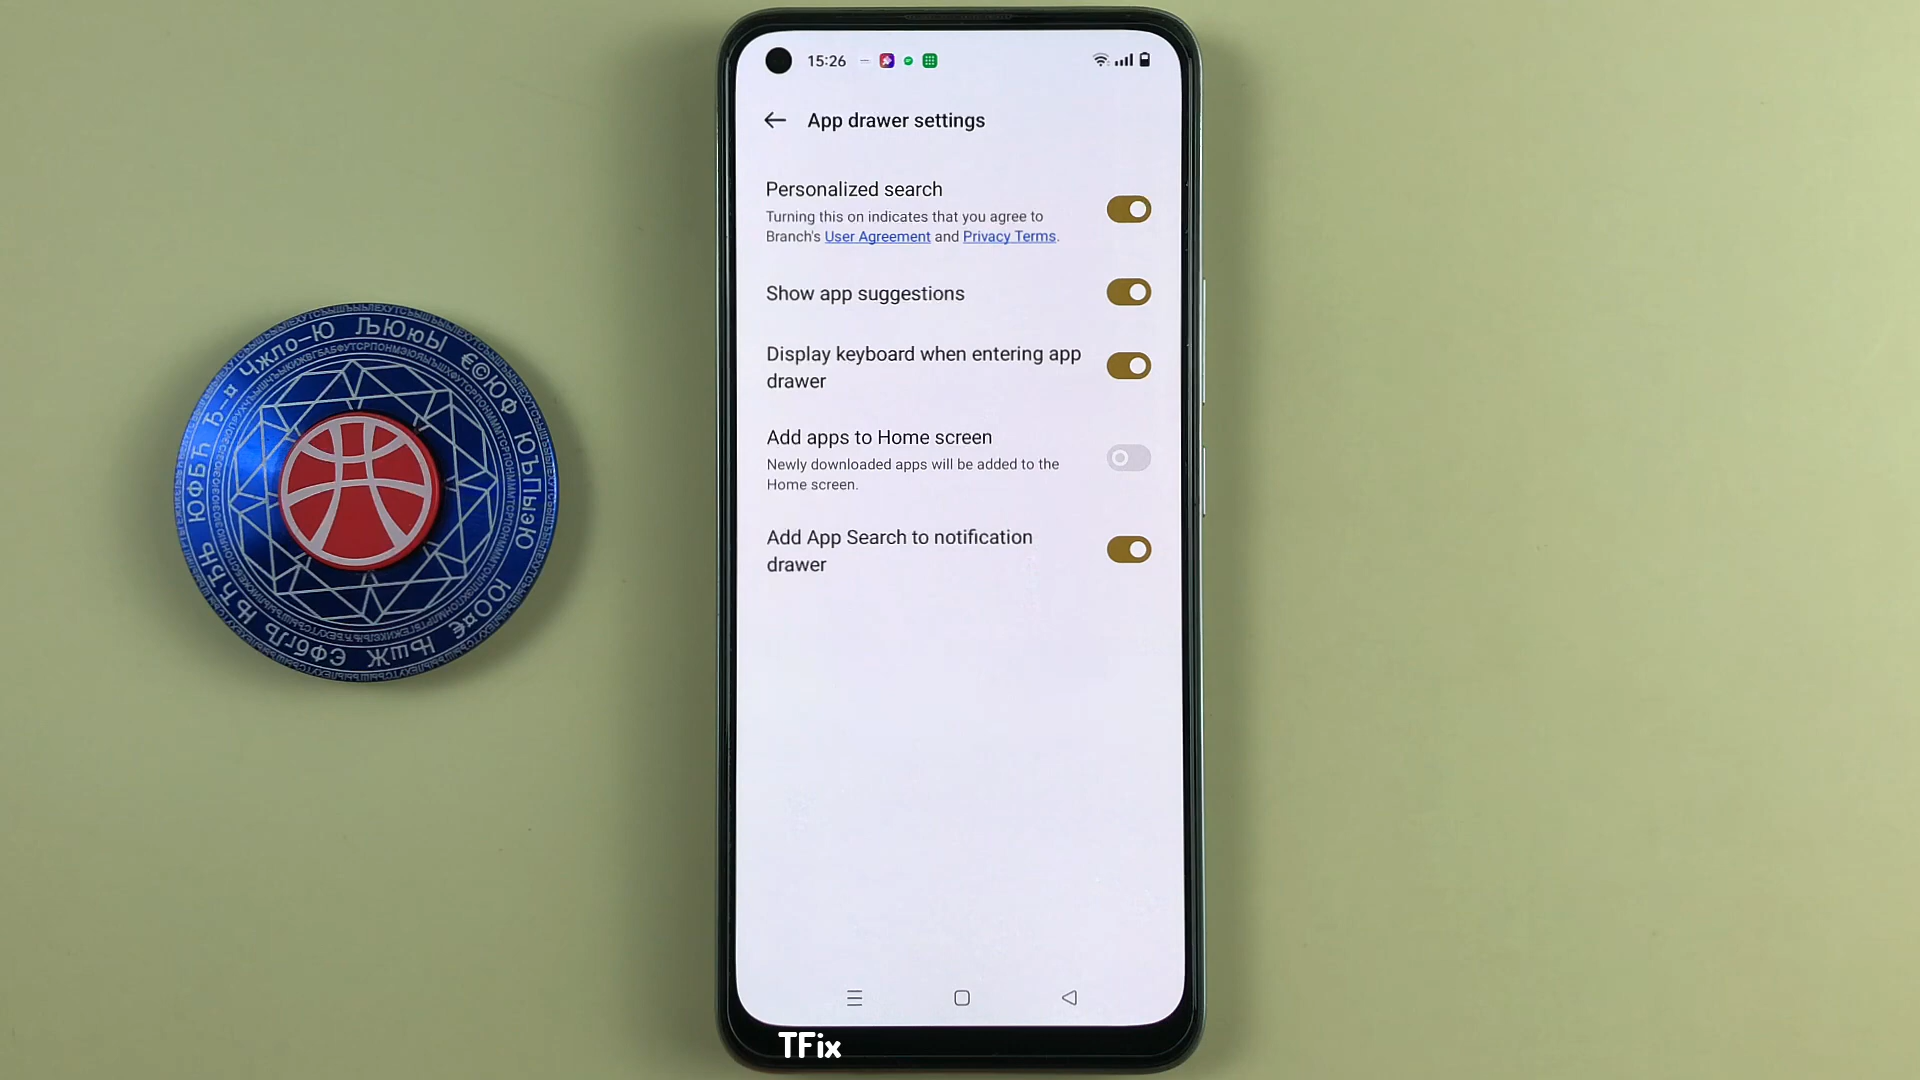 15:26
App drawer settings
Personalized search
Turning this on indicates that you agree to
Branch's User Agreement and Privacy Terms.
Show app suggestions
Display keyboard when entering app
drawer
Add apps to Home screen
Newly downloaded apps will be added to the
Home screen.
Add App Search to notification
drawer
TFix